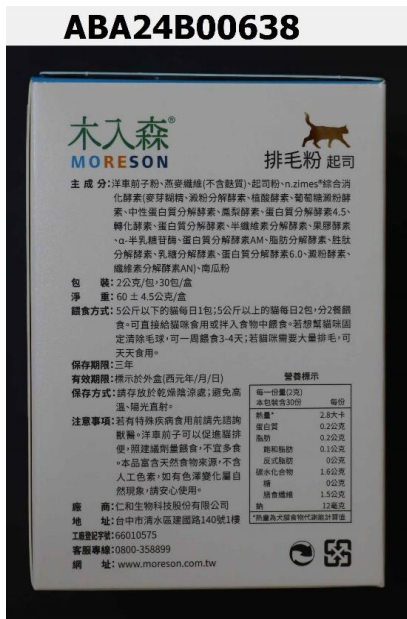 ABA24B00638
木入森®
MORESON
排毛粉 起司
主 成 分:洋車前子粉、燕麥纖維(不含麩質)、起司粉、n.zimes®綜合消
化酵素(麥芽糊精、澱粉分解酵素、植酸酵素、葡萄糖澱粉酵
素、中性蛋白質分解酵素、鳳梨酵素、蛋白質分解酵素4.5、
轉化酵素、蛋白質分解酵素、半纖維素分解酵素、果膠酵素
、α-半乳糖苷酶、蛋白質分解酵素AM、脂肪分解酵素、胜肽
分解酵素、乳糖分解酵素、蛋白質分解酵素6.0、澱粉酵素、
纖維素分解酵素AN)、南瓜粉
包 裝:2公克/包,30包/盒
淨 重:60 ± 4.5公克/盒
餵食方式:5公斤以下的貓每日1包;5公斤以上的貓每日2包,分2餐餵
食。可直接給貓咪食用或拌入食物中餵食。若想幫貓咪固
定清除毛球,可一周餵食3-4天;若貓咪需要大量排毛,可
天天食用。
保存期限:三年
有效期限:標示於外盒(西元年/月/日)
保存方式:請存放於乾燥陰涼處;避免高
溫、陽光直射。
注意事項:若有特殊疾病食用前請先諮詢
獸醫。洋車前子可以促進貓排
便,照建議劑量餵食,不宜多食
。本品富含天然食物來源,不含
人工色素,如有色澤變化屬自
然現象,請安心使用。
廠 商:仁和生物科技股份有限公司
地 址:台中市清水區建國路140號1樓
工廠登記字號:66010575
客服專線:0800-358899
網 址:www.moreson.com.tw
營養標示
每一份量(2克)
本包裝含30份 每份
熱量* 2.8大卡
蛋白質 0.2公克
脂肪 0.2公克
飽和脂肪 0.1公克
反式脂肪 0公克
碳水化合物 1.6公克
糖 0公克
膳食纖維 1.5公克
鈉 12毫克
*熱量為犬貓食物代謝能計算值